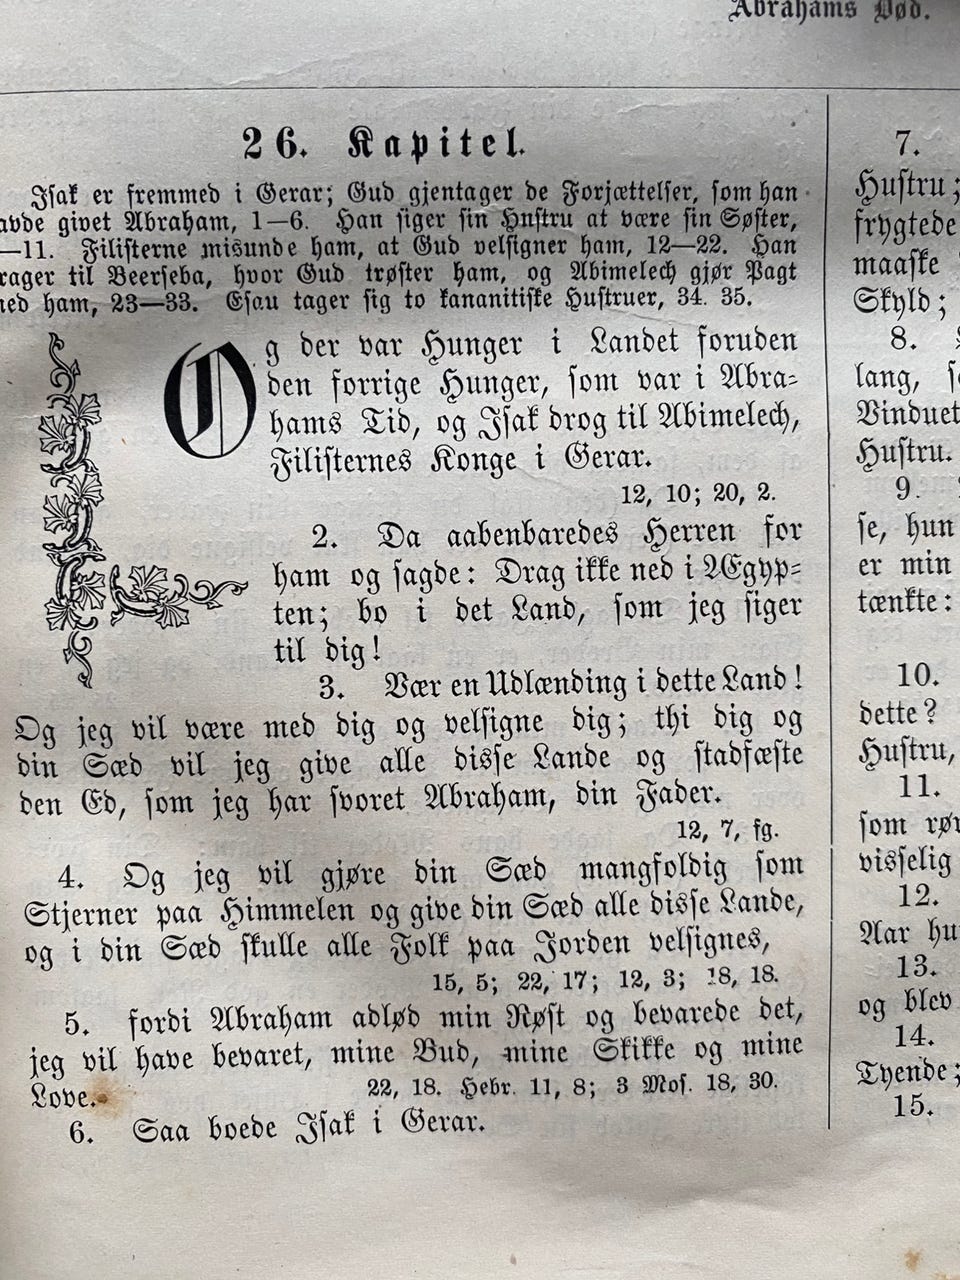 Abrahams Død.
26. Kapitel.
Isak er fremmed i Gerar; Gud gjentager de Forjættelser, som han
avde givet Abraham, 1—6. Han siger sin Hnstru at være sin Søster,
—11. Filisterne misunde ham, at Gud velsigner ham, 12—22. Han
rager til Beerseba, hvor Gud trøster ham, og Abimelech gjør Pagt
ned ham, 23—33. Esau tager sig to kananitiske Hustruer, 34. 35.
Og der var Hunger i Landet foruden
den forrige Hunger, som var i Abra-
hams Tid, og Isak drog til Abimelech,
Filisternes Konge i Gerar.
12, 10; 20, 2.
2. Da aabenbaredes Herren for
ham og sagde: Drag ikke ned i Ægyp-
ten; bo i det Land, som jeg siger
til dig!
3. Vær en Udlænding i dette Land!
Og jeg vil være med dig og velsigne dig; thi dig og
din Sæd vil jeg give alle disse Lande og stadfæste
den Ed, som jeg har svoret Abraham, din Fader.
12, 7, fg.
4. Og jeg vil gjøre din Sæd mangfoldig som
Stjerner paa Himmelen og give din Sæd alle disse Lande,
og i din Sæd skulle alle Folk paa Jorden velsignes,
15, 5; 22, 17; 12, 3; 18, 18.
5. fordi Abraham adlød min Røst og bevarede det,
jeg vil have bevaret, mine Bud, mine Skikke og mine
Love. 22, 18. Hebr. 11, 8; 3 Mos. 18, 30.
6. Saa boede Isak i Gerar.
7.
Hustru;
frygtede
maaske
Skyld;
8.
lang,
Vinduet
Hustru.
9.
se, hun
er min
tænkte:
10.
dette?
Hustru,
11.
som rør
visselig
12.
Aar hu
13.
og blev
14.
Tyende;
15.